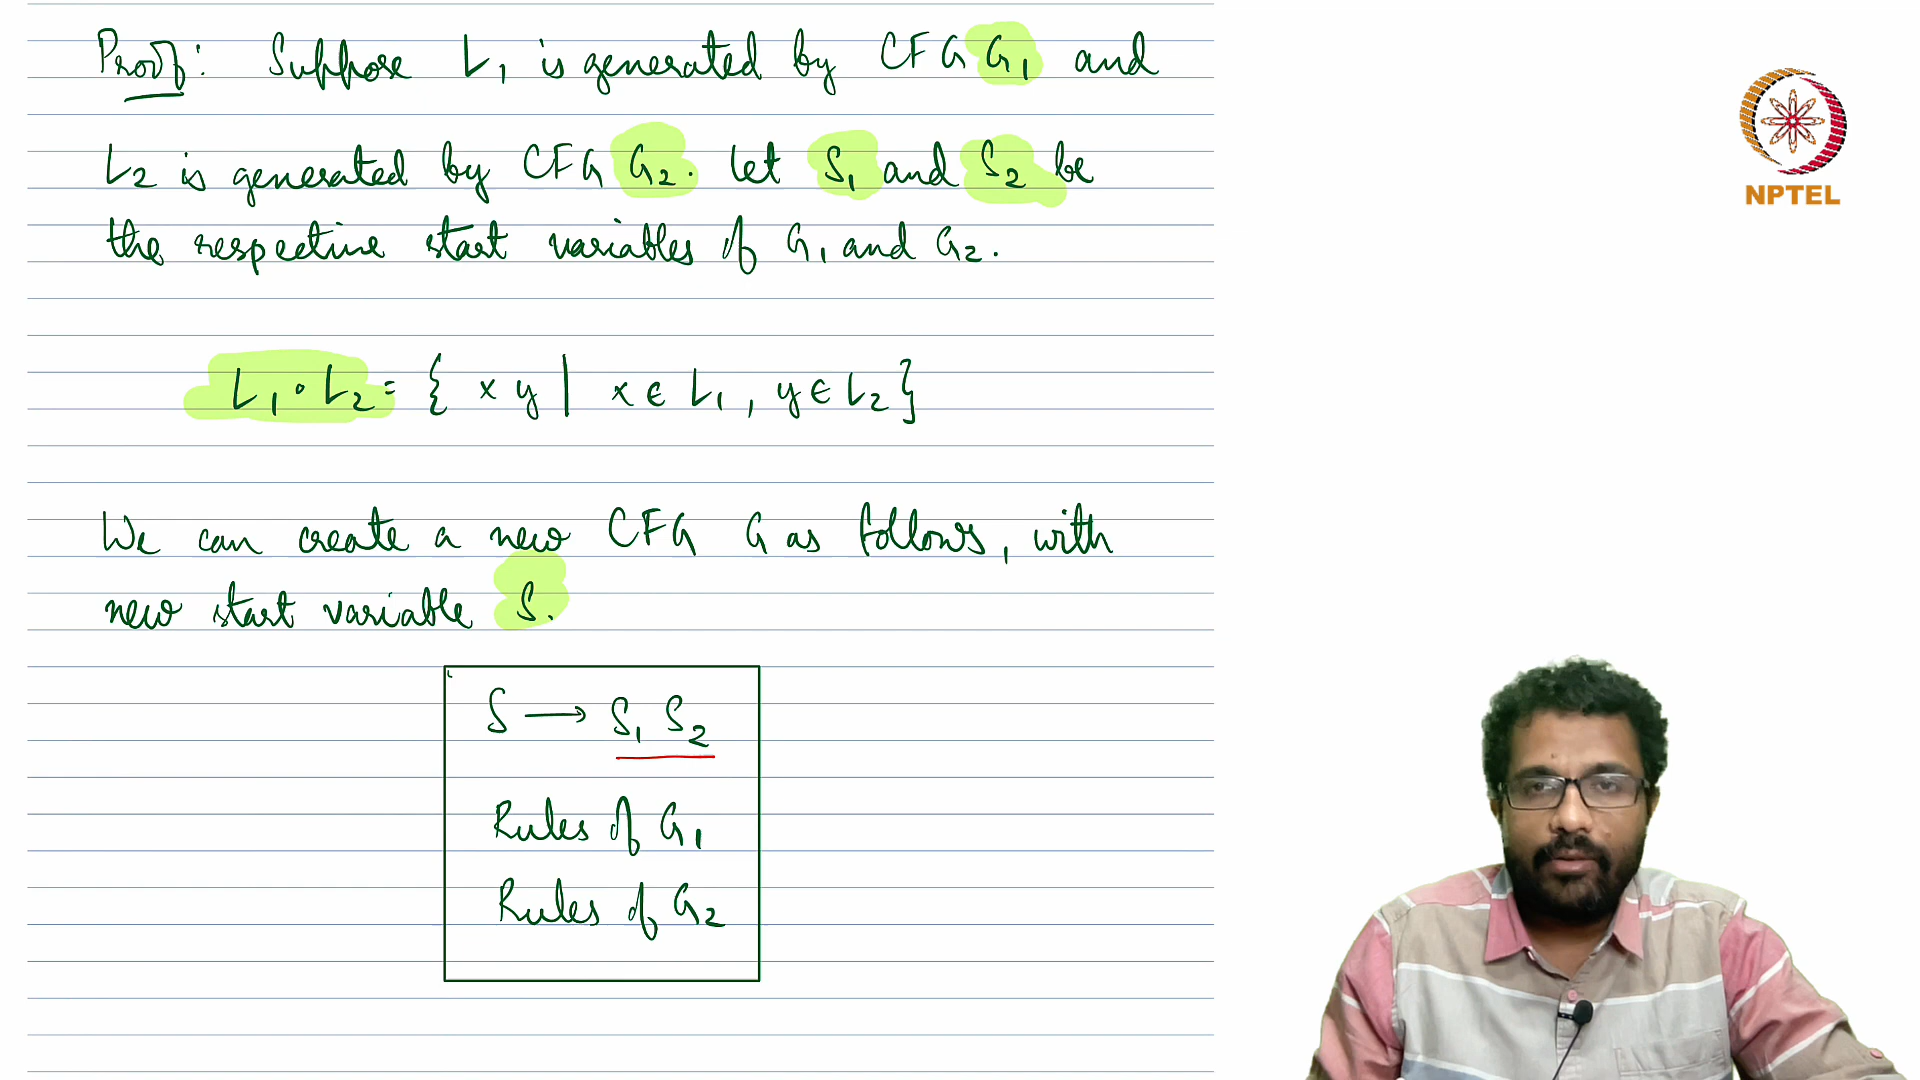 Proof: Suppose L₁ is generated by CFG G₁ and
L₂ is generated by CFG G₂. Let S₁ and S₂ be
the respective start variables of G₁ and G₂.
L₁ ∘ L₂ = { x y | x ∈ L₁, y ∈ L₂ }
We can create a new CFG G as follows, with
new start variable S.
S → S₁ S₂
Rules of G₁
Rules of G₂
NPTEL